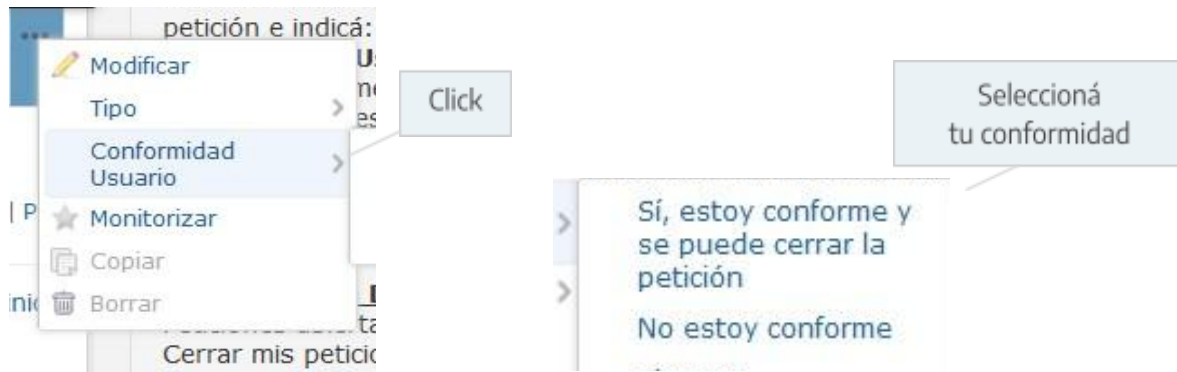 petición e indicá:
Modificar
Tipo
Conformidad
Usuario
Monitorizar
Copiar
Borrar
Cerrar mis
Click
Seleccioná
tu conformidad
Sí, estoy conforme y
se puede cerrar la
petición
No estoy conforme